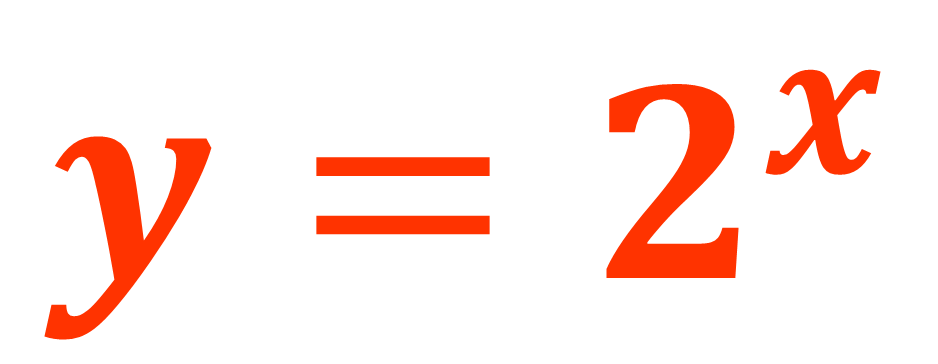 y = 2^x